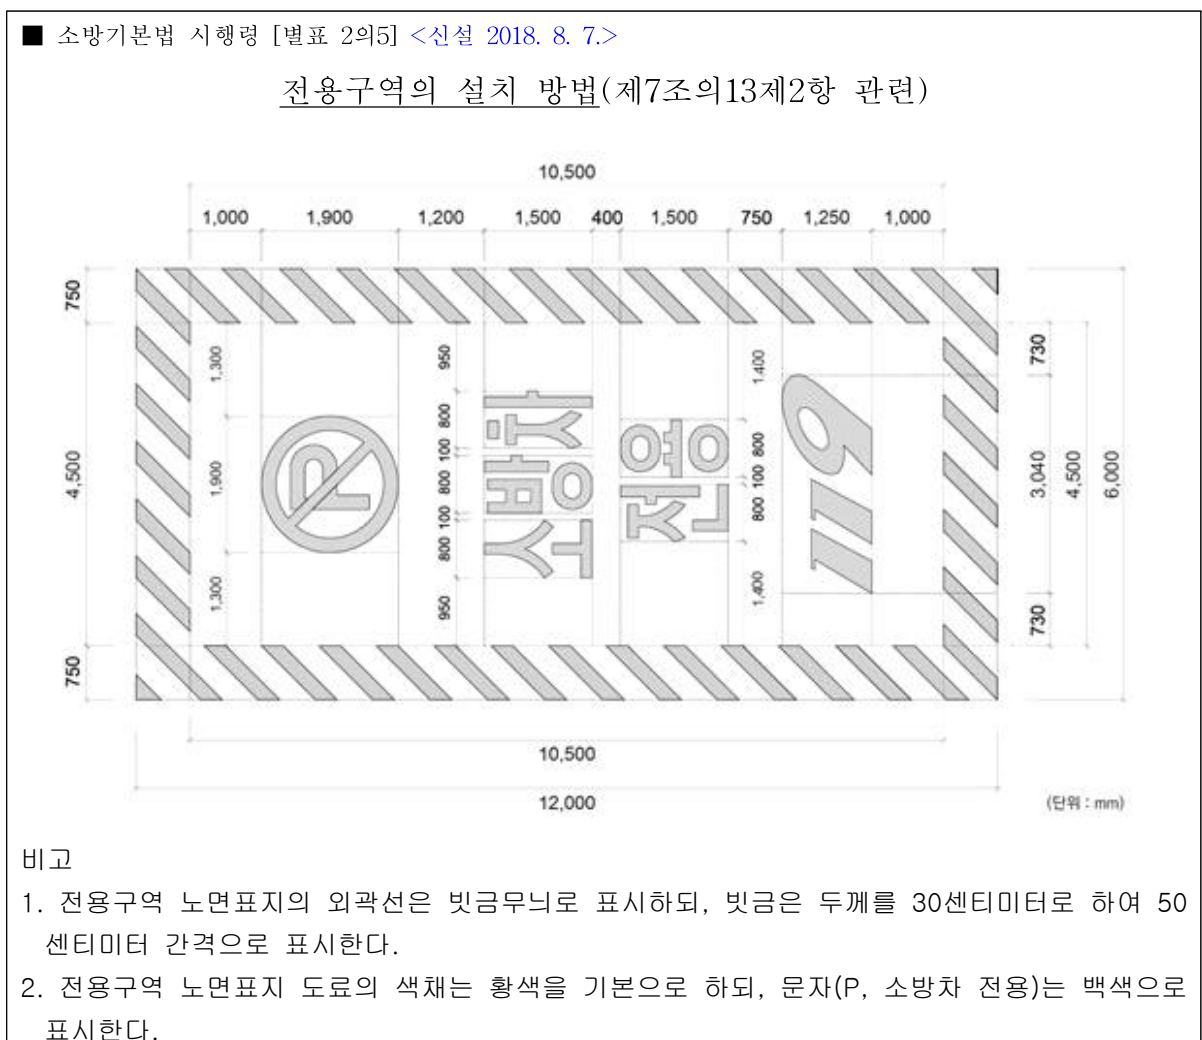 ■ 소방기본법 시행령 [별표 2의5] <신설 2018. 8. 7.>
전용구역의 설치 방법(제7조의13제2항 관련)
10,500
1,000 1,900 1,200 1,500 400 1,500 750 1,250 1,000
750
4,500
750
1,300
1,900
1,300
950
800
100
800
100
800
950
소방차
전용
1,400
800
100
800
1,400
119
P
730
3,040
730
4,500
6,000
10,500
12,000
(단위 : mm)
비고
1. 전용구역 노면표지의 외곽선은 빗금무늬로 표시하되, 빗금은 두께를 30센티미터로 하여 50
센티미터 간격으로 표시한다.
2. 전용구역 노면표지 도료의 색채는 황색을 기본으로 하되, 문자(P, 소방차 전용)는 백색으로
표시한다.